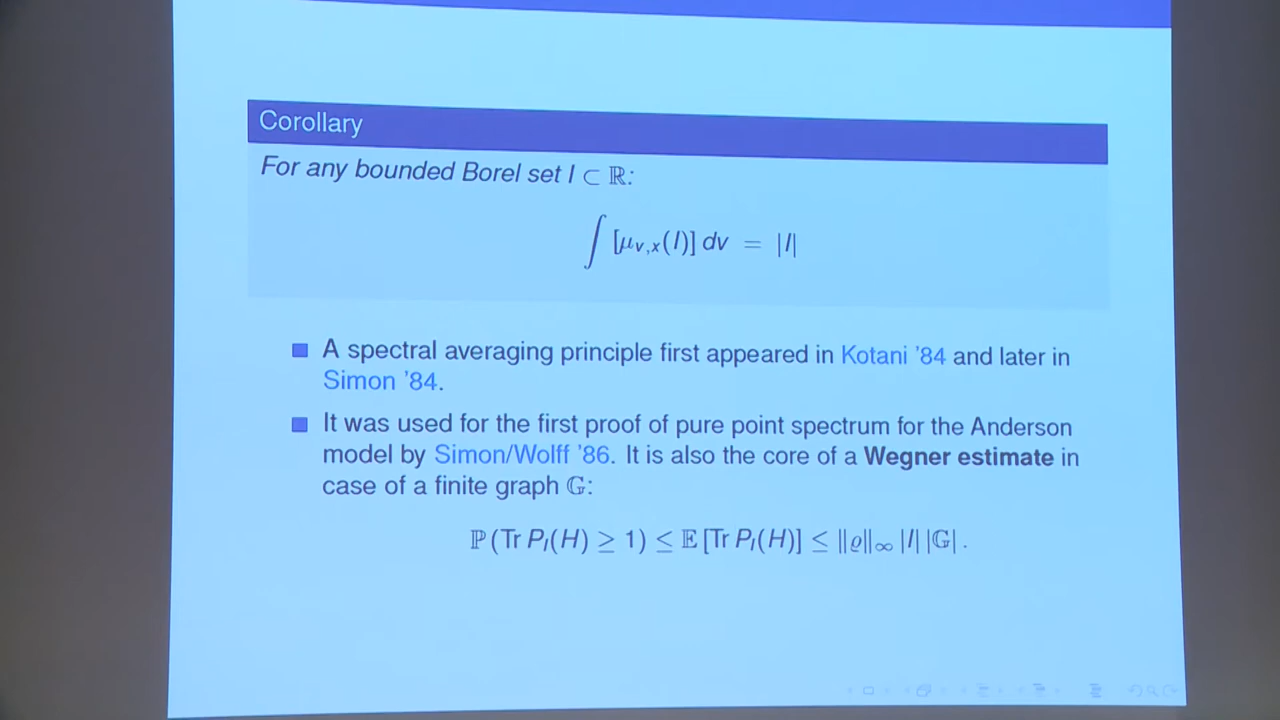 Corollary
For any bounded Borel set I ⊂ ℝ:
∫ [μ_{v,x}(I)] dv = |I|
A spectral averaging principle first appeared in Kotani '84 and later in
Simon '84.
It was used for the first proof of pure point spectrum for the Anderson
model by Simon/Wolff '86. It is also the core of a Wegner estimate in
case of a finite graph 𝔾:
ℙ (Tr P_I(H) ≥ 1) ≤ 𝔼 [Tr P_I(H)] ≤ ‖ϱ‖_∞ |I| |𝔾| .